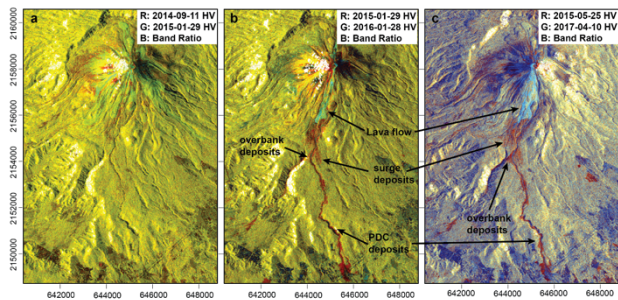 a
R: 2014-09-11 HV
G: 2015-01-29 HV
B: Band Ratio
b
R: 2015-01-29 HV
G: 2016-01-28 HV
B: Band Ratio
c
R: 2015-05-25 HV
G: 2017-04-10 HV
B: Band Ratio
2160000
2158000
2156000
2154000
2152000
2150000
Lava flow
overbank
deposits
surge
deposits
overbank
deposits
PDC
deposits
642000 644000 646000 648000
642000 644000 646000 648000
642000 644000 646000 648000